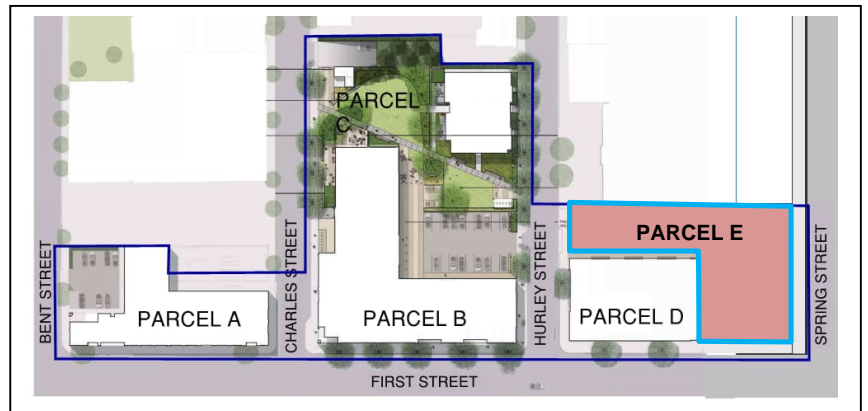 PARCEL
C
PARCEL E
BENT STREET
CHARLES STREET
HURLEY STREET
SPRING STREET
PARCEL A
PARCEL B
PARCEL D
FIRST STREET